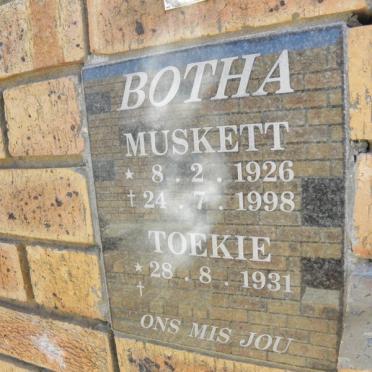 BOTHA
MUSKETT
* 8 . 2 . 1926
† 24 . 7 . 1998
TOEKIE
* 28 . 8 . 1931
†
ONS MIS JOU